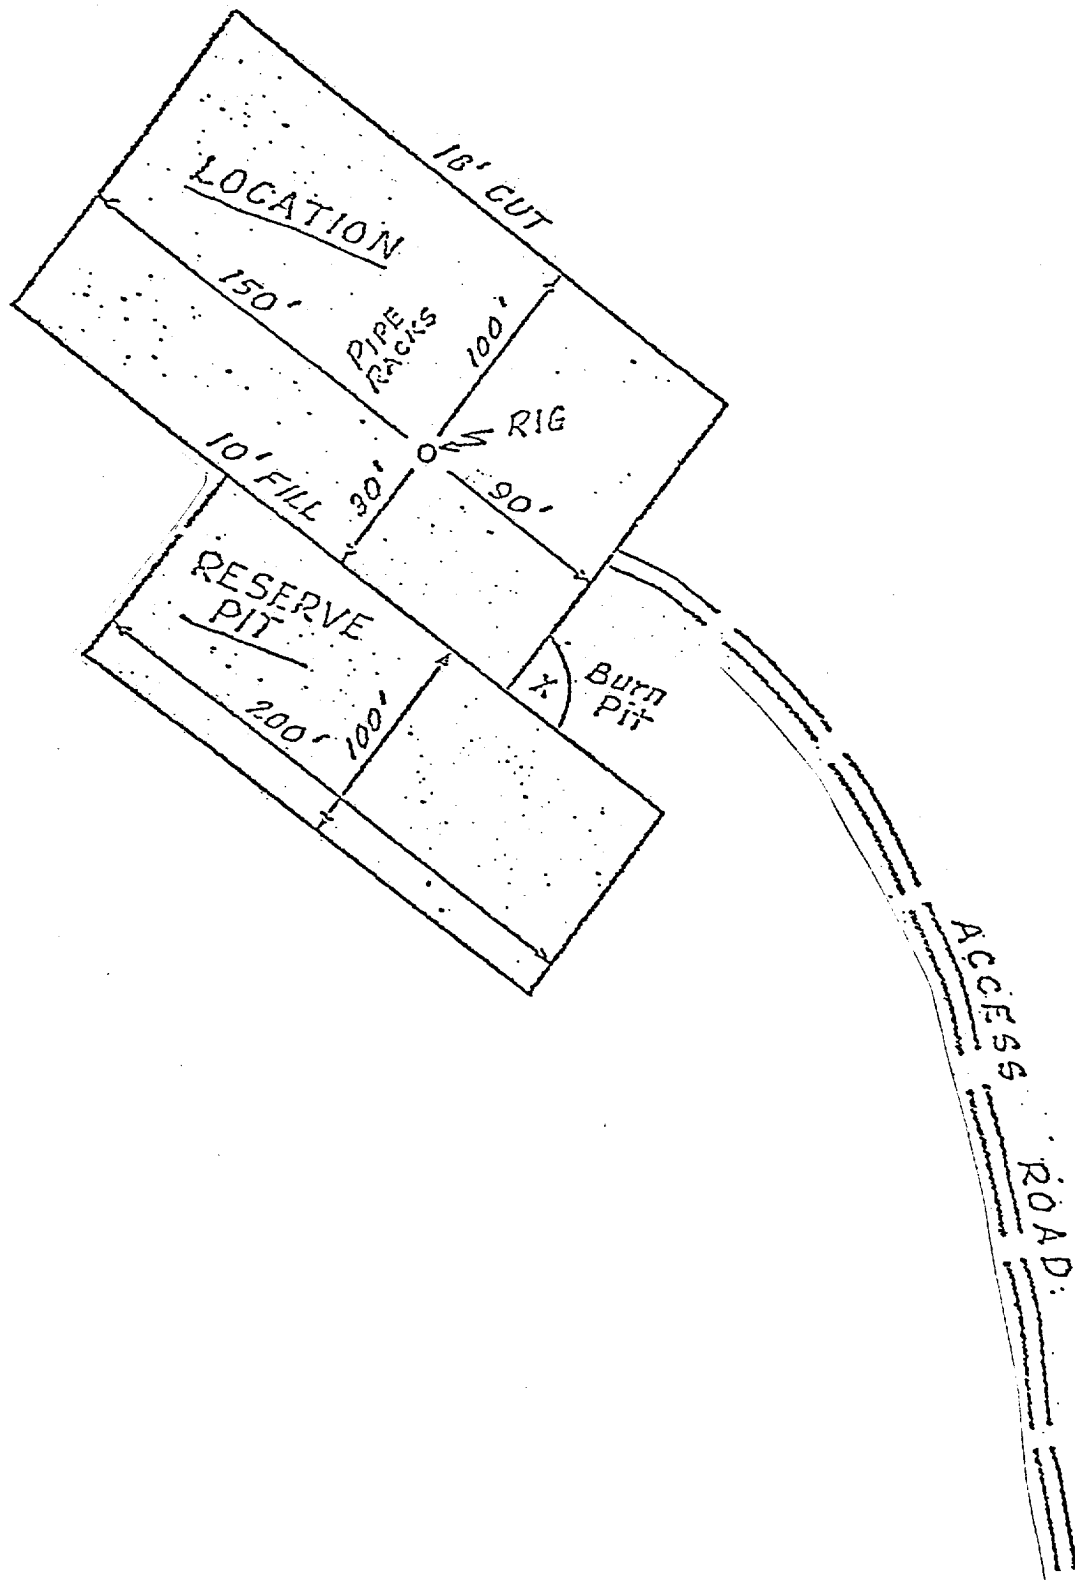 18' CUT
LOCATION
150'
PIPE
RACKS
100'
RIG
10' FILL
30'
90'
RESERVE
PIT
200'
100'
X
Burn
PIT
ACCESS ROAD